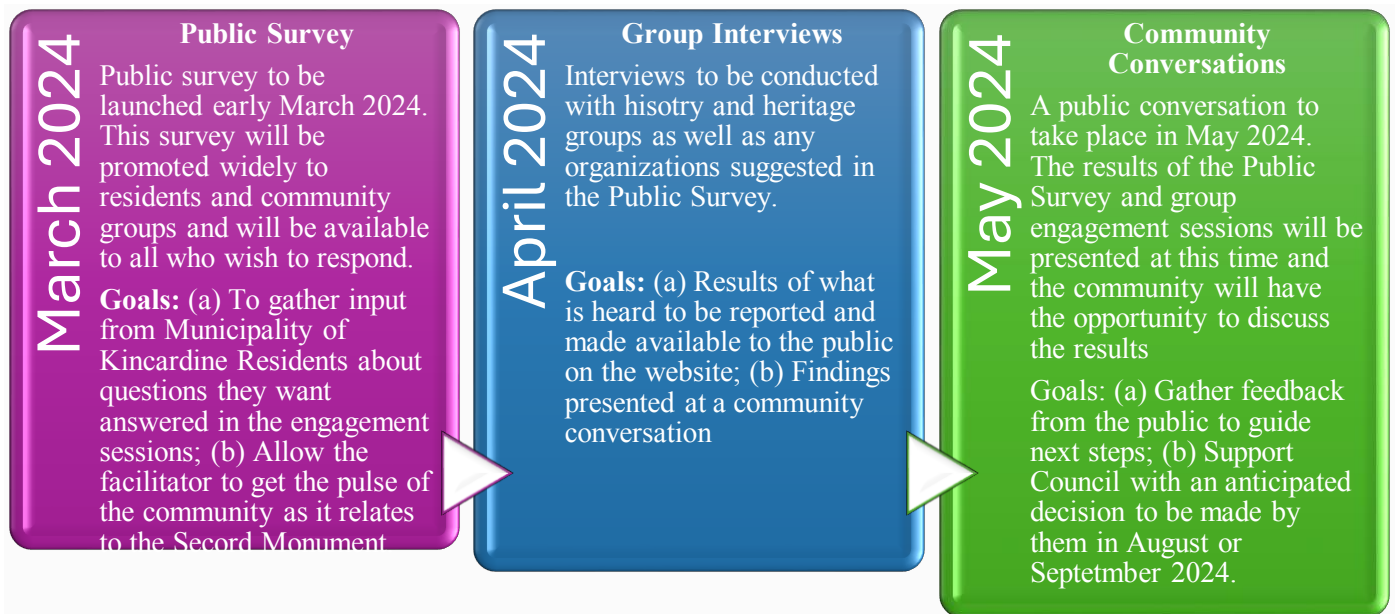 March 2024
Public Survey
Public survey to be
launched early March 2024.
This survey will be
promoted widely to
residents and community
groups and will be available
to all who wish to respond.
Goals: (a) To gather input
from Municipality of
Kincardine Residents about
questions they want
answered in the engagement
sessions; (b) Allow the
facilitator to get the pulse of
the community as it relates
to the Secord Monument
April 2024
Group Interviews
Interviews to be conducted
with hisotry and heritage
groups as well as any
organizations suggested in
the Public Survey.
Goals: (a) Results of what
is heard to be reported and
made available to the public
on the website; (b) Findings
presented at a community
conversation
May 2024
Community
Conversations
A public conversation to
take place in May 2024.
The results of the Public
Survey and group
engagement sessions will be
presented at this time and
the community will have
the opportunity to discuss
the results
Goals: (a) Gather feedback
from the public to guide
next steps; (b) Support
Council with an anticipated
decision to be made by
them in August or
Septetmber 2024.